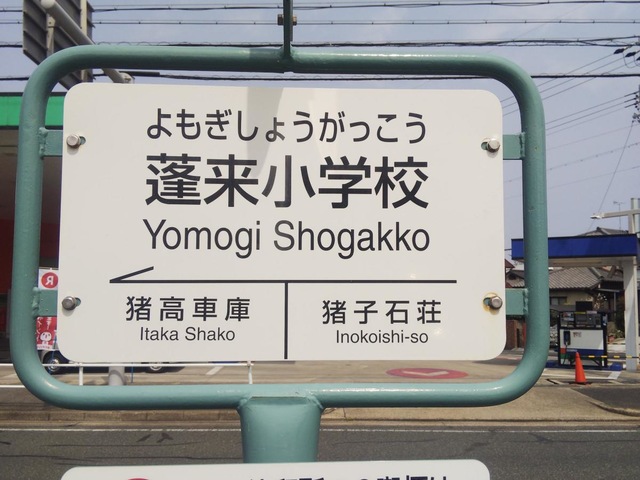 よもぎしょうがっこう
蓬来小学校
Yomogi Shogakko
猪高車庫
Itaka Shako
猪子石荘
Inokoishi-so
R